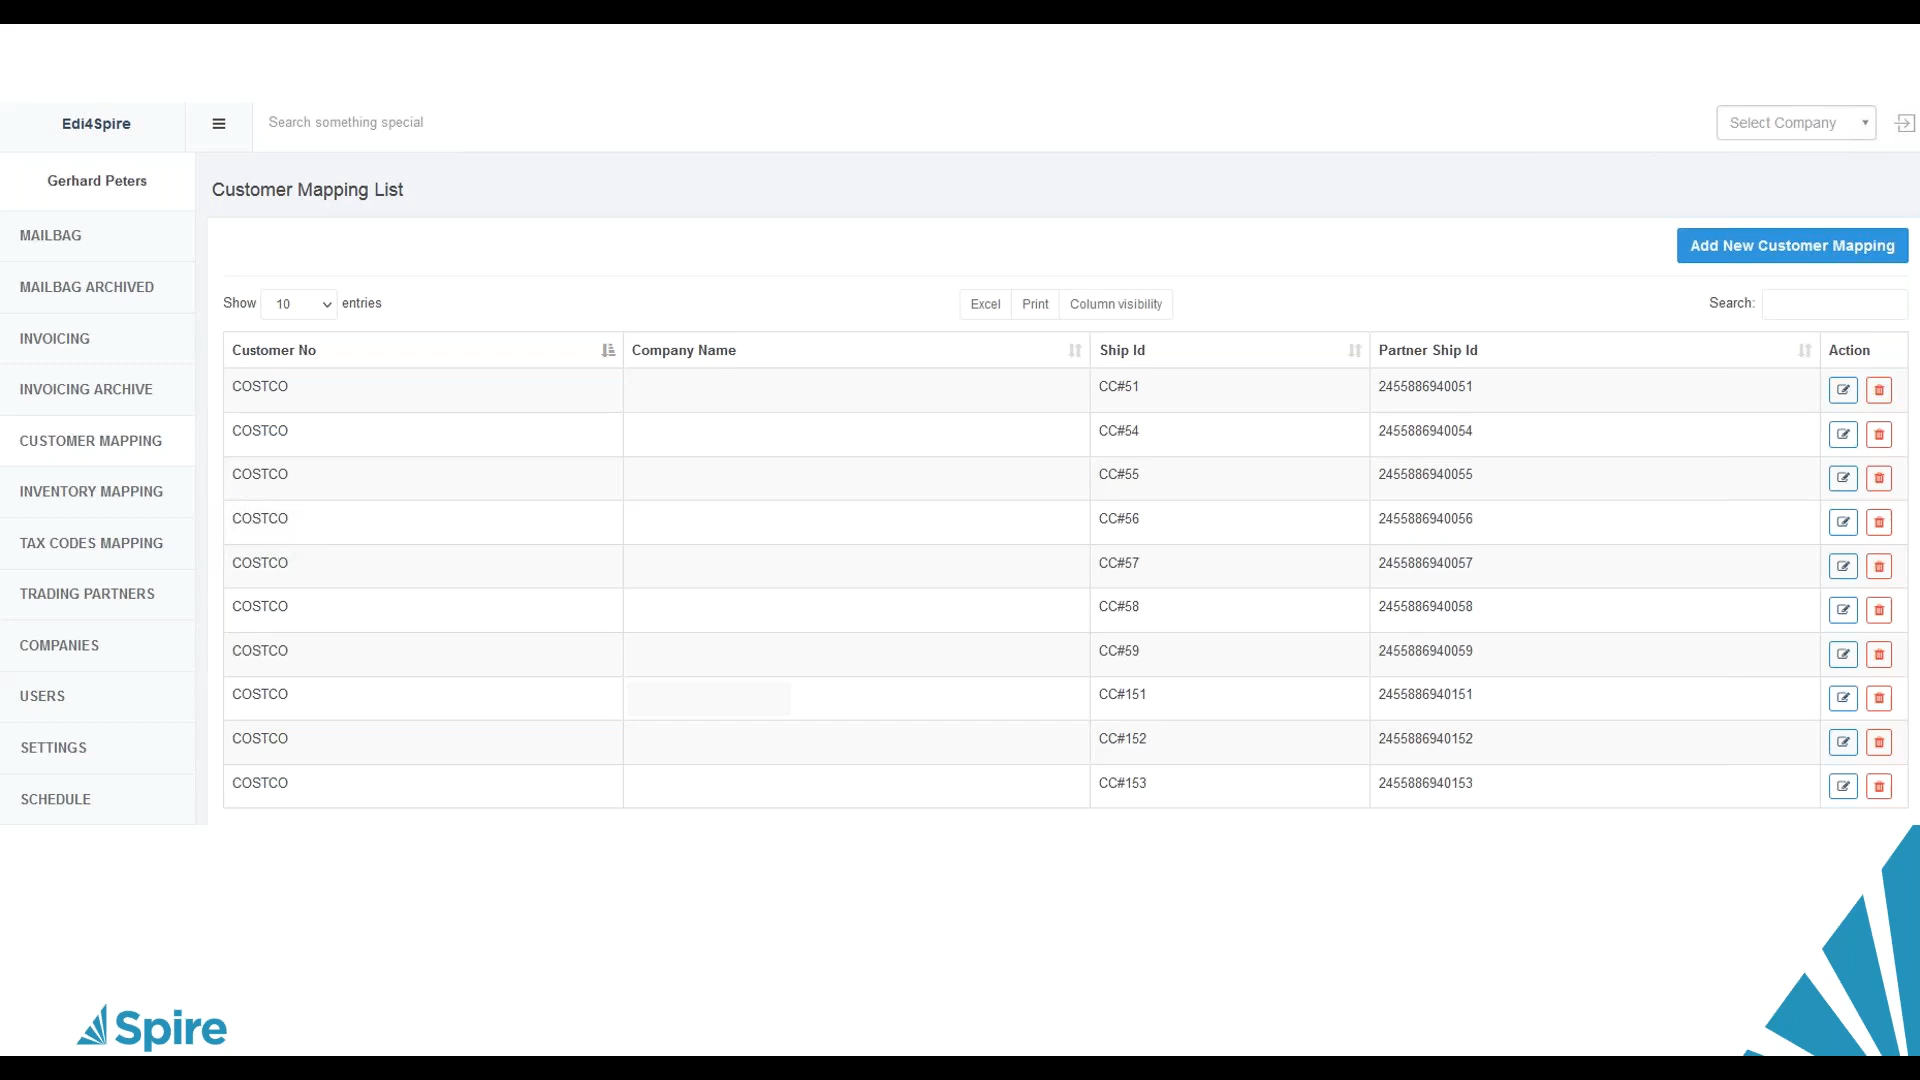 Edi4Spire
Search something special
Select Company
Gerhard Peters
Customer Mapping List
MAILBAG
MAILBAG ARCHIVED
INVOICING
INVOICING ARCHIVE
CUSTOMER MAPPING
INVENTORY MAPPING
TAX CODES MAPPING
TRADING PARTNERS
COMPANIES
USERS
SETTINGS
SCHEDULE
Add New Customer Mapping
Show 10 entries Excel Print Column visibility Search:
Customer No Company Name Ship Id Partner Ship Id Action
COSTCO CC#51 2455886940051
COSTCO CC#54 2455886940054
COSTCO CC#55 2455886940055
COSTCO CC#56 2455886940056
COSTCO CC#57 2455886940057
COSTCO CC#58 2455886940058
COSTCO CC#59 2455886940059
COSTCO CC#151 2455886940151
COSTCO CC#152 2455886940152
COSTCO CC#153 2455886940153
Spire